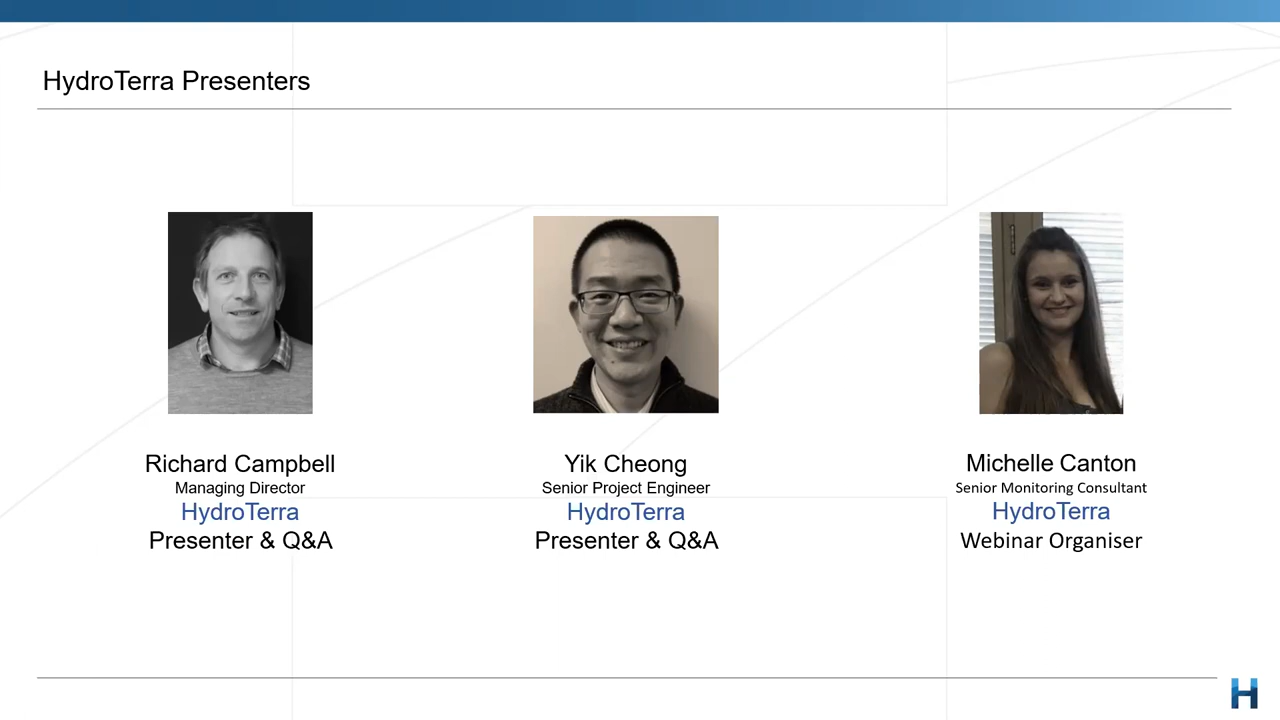 HydroTerra Presenters
Richard Campbell
Managing Director
HydroTerra
Presenter & Q&A
Yik Cheong
Senior Project Engineer
HydroTerra
Presenter & Q&A
Michelle Canton
Senior Monitoring Consultant
HydroTerra
Webinar Organiser
H